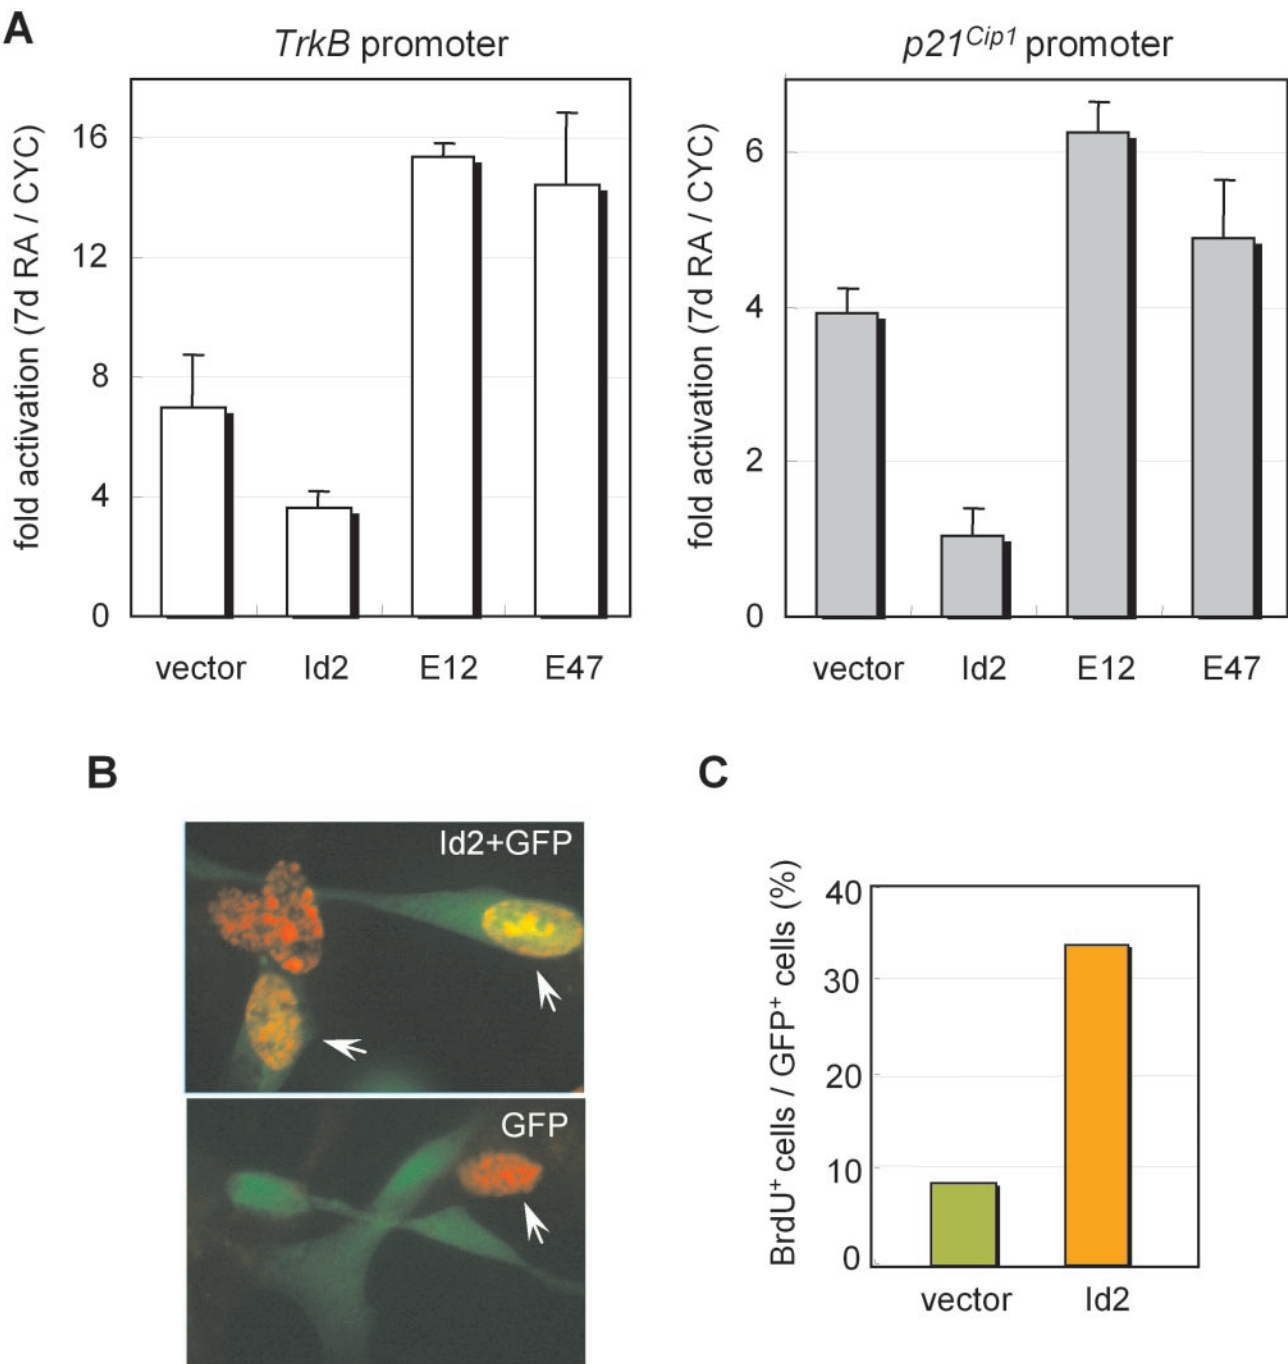 A
TrkB promoter
fold activation (7d RA / CYC)
16
12
8
4
0
vector Id2 E12 E47
p21Cip1 promoter
fold activation (7d RA / CYC)
6
4
2
0
vector Id2 E12 E47
B
Id2+GFP
GFP
C
BrdU+ cells / GFP+ cells (%)
40
30
20
10
0
vector Id2